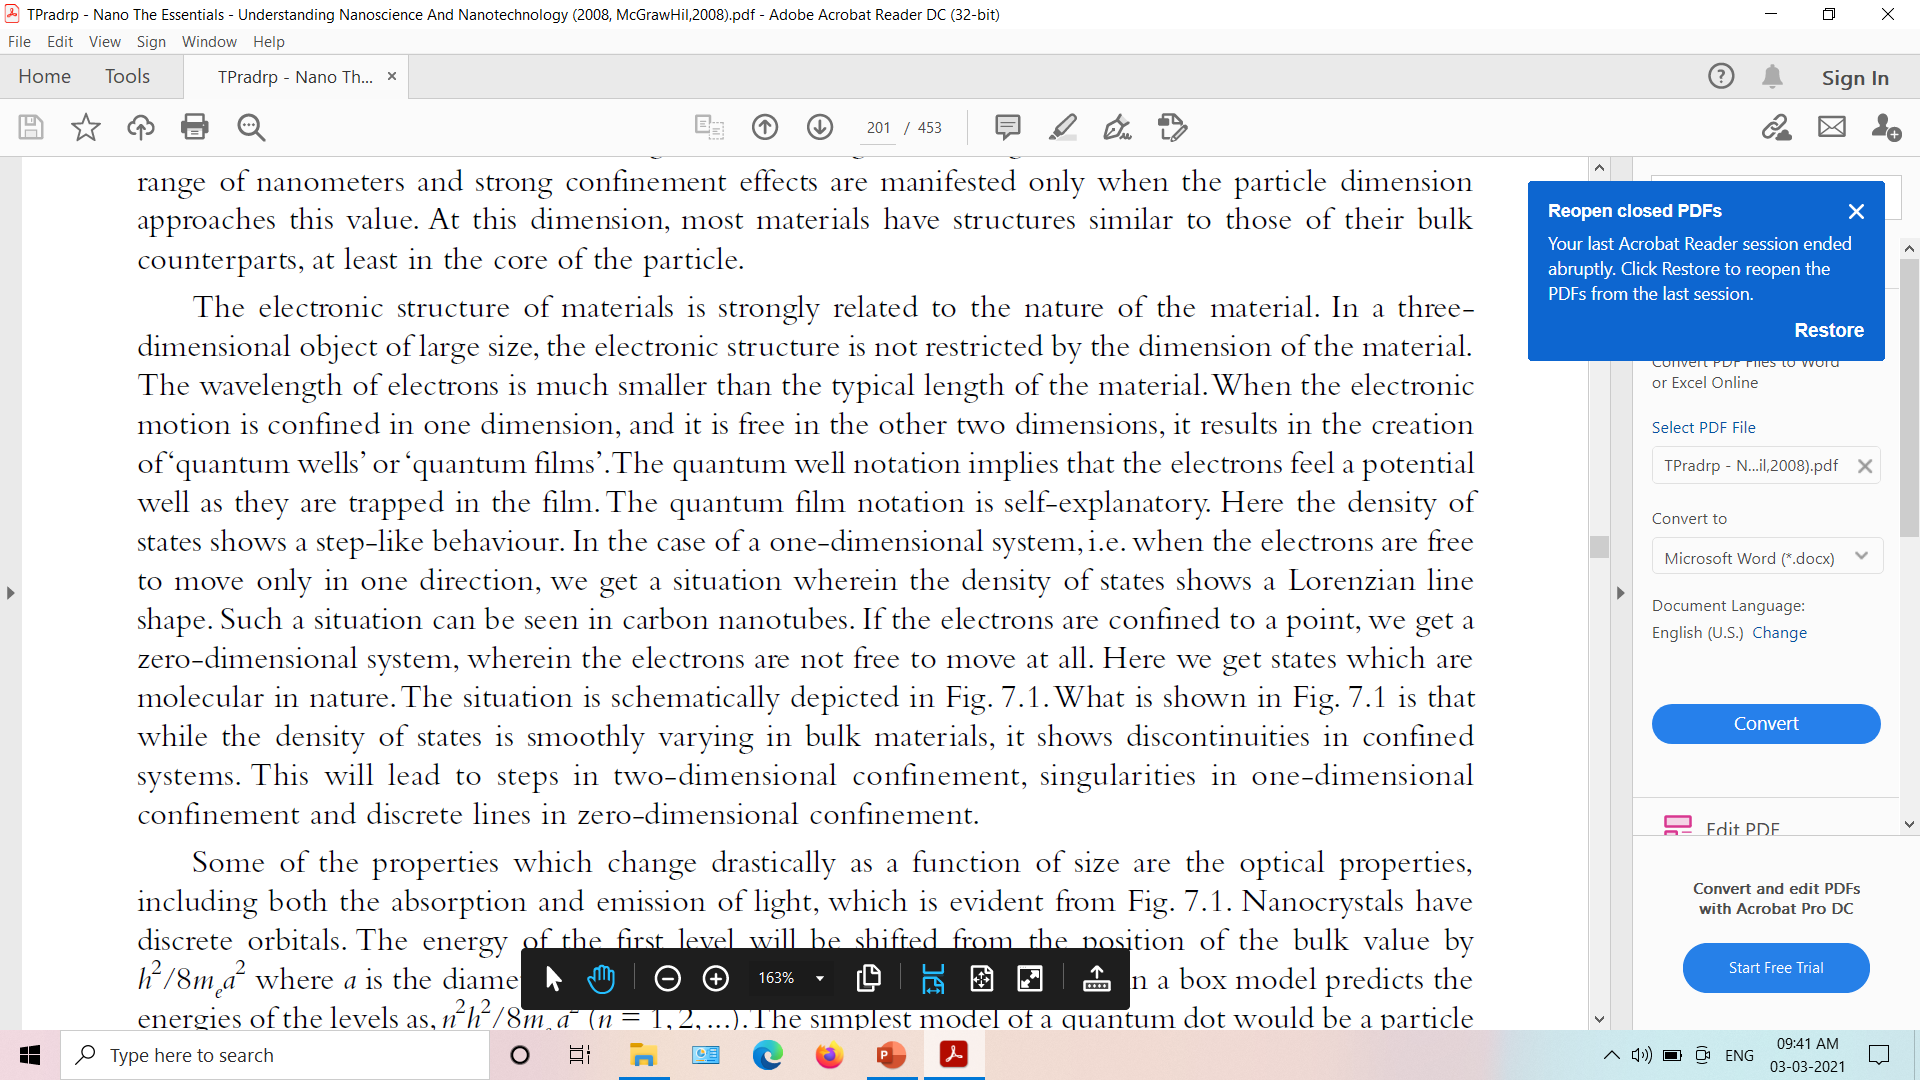 TPradrp - Nano The Essentials - Understanding Nanoscience And Nanotechnology (2008, McGrawHil,2008).pdf - Adobe Acrobat Reader DC (32-bit)
File Edit View Sign Window Help
Home Tools TPradrp - Nano Th... × Sign In
201 / 453
range of nanometers and strong confinement effects are manifested only when the particle dimension
approaches this value. At this dimension, most materials have structures similar to those of their bulk
counterparts, at least in the core of the particle.
The electronic structure of materials is strongly related to the nature of the material. In a three-
dimensional object of large size, the electronic structure is not restricted by the dimension of the material.
The wavelength of electrons is much smaller than the typical length of the material. When the electronic
motion is confined in one dimension, and it is free in the other two dimensions, it results in the creation
of ‘quantum wells’ or ‘quantum films’. The quantum well notation implies that the electrons feel a potential
well as they are trapped in the film. The quantum film notation is self-explanatory. Here the density of
states shows a step-like behaviour. In the case of a one-dimensional system, i.e. when the electrons are free
to move only in one direction, we get a situation wherein the density of states shows a Lorenzian line
shape. Such a situation can be seen in carbon nanotubes. If the electrons are confined to a point, we get a
zero-dimensional system, wherein the electrons are not free to move at all. Here we get states which are
molecular in nature. The situation is schematically depicted in Fig. 7.1. What is shown in Fig. 7.1 is that
while the density of states is smoothly varying in bulk materials, it shows discontinuities in confined
systems. This will lead to steps in two-dimensional confinement, singularities in one-dimensional
confinement and discrete lines in zero-dimensional confinement.
Some of the properties which change drastically as a function of size are the optical properties,
including both the absorption and emission of light, which is evident from Fig. 7.1. Nanocrystals have
discrete orbitals. The energy of the first level will be shifted from the position of the bulk value by
h²/8mₑa² where a is the diame n a box model predicts the
energies of the levels as, n²h²/8mₑa² (n = 1, 2, ...). The simplest model of a quantum dot would be a particle
163%
Reopen closed PDFs
Your last Acrobat Reader session ended
abruptly. Click Restore to reopen the
PDFs from the last session.
Restore
Convert PDF Files to Word
or Excel Online
Select PDF File
TPradrp - N...il,2008).pdf
Convert to
Microsoft Word (*.docx)
Document Language:
English (U.S.) Change
Convert
Edit PDF
Convert and edit PDFs
with Acrobat Pro DC
Start Free Trial
Type here to search
ENG
09:41 AM
03-03-2021